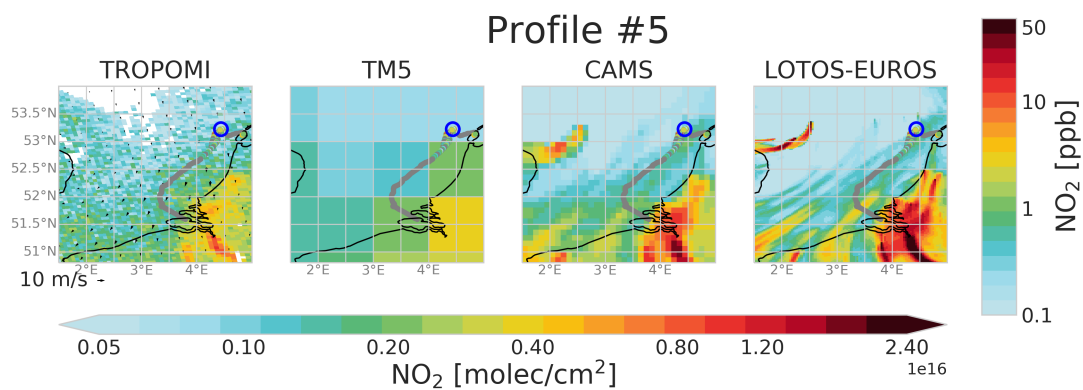 Profile #5
TROPOMI TM5 CAMS LOTOS-EUROS
53.5°N
53°N
52.5°N
52°N
51.5°N
51°N
2°E 3°E 4°E 2°E 3°E 4°E 2°E 3°E 4°E 2°E 3°E 4°E
10 m/s
50
10
1
0.1
NO₂ [ppb]
0.05 0.10 0.20 0.40 0.80 1.20 2.40
1e16
NO₂ [molec/cm²]